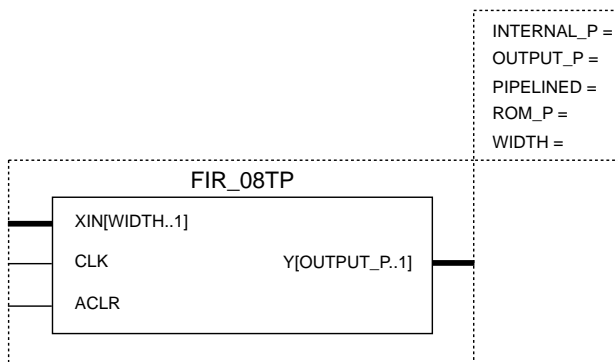 INTERNAL_P =
OUTPUT_P =
PIPELINED =
ROM_P =
WIDTH =
FIR_08TP
XIN[WIDTH..1]
CLK
Y[OUTPUT_P..1]
ACLR